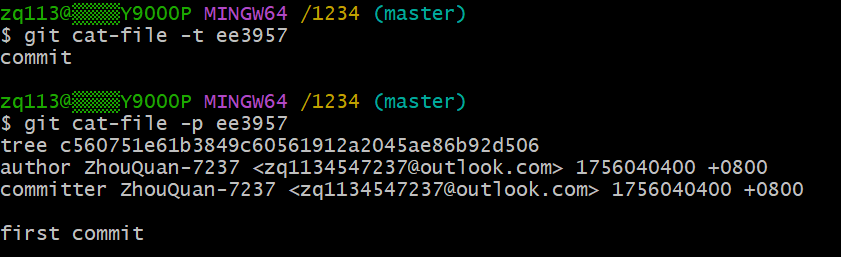 zq113@▒▒▒▒Y9000P MINGW64 /1234 (master)
$ git cat-file -t ee3957
commit
zq113@▒▒▒▒Y9000P MINGW64 /1234 (master)
$ git cat-file -p ee3957
tree c560751e61b3849c60561912a2045ae86b92d506
author ZhouQuan-7237 <zq1134547237@outlook.com> 1756040400 +0800
committer ZhouQuan-7237 <zq1134547237@outlook.com> 1756040400 +0800
first commit